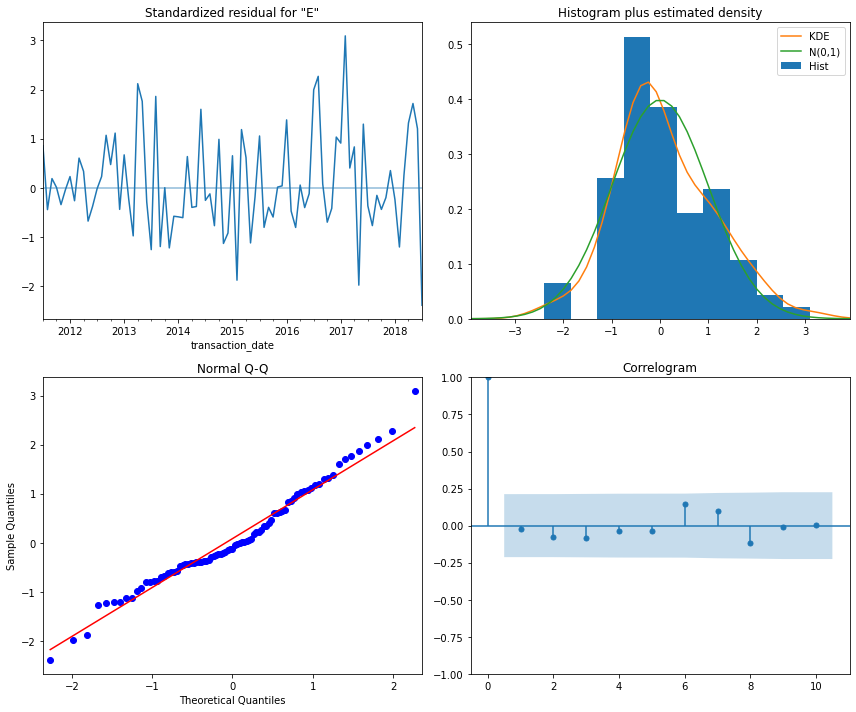 Standardized residual for "E"
3
2
1
0
−1
−2
2012 2013 2014 2015 2016 2017 2018
transaction_date
Histogram plus estimated density
KDE
N(0,1)
Hist
0.5
0.4
0.3
0.2
0.1
0.0
−3 −2 −1 0 1 2 3
Normal Q-Q
Sample Quantiles
3
2
1
0
−1
−2
−2 −1 0 1 2
Theoretical Quantiles
Correlogram
1.00
0.75
0.50
0.25
0.00
−0.25
−0.50
−0.75
−1.00
0 2 4 6 8 10